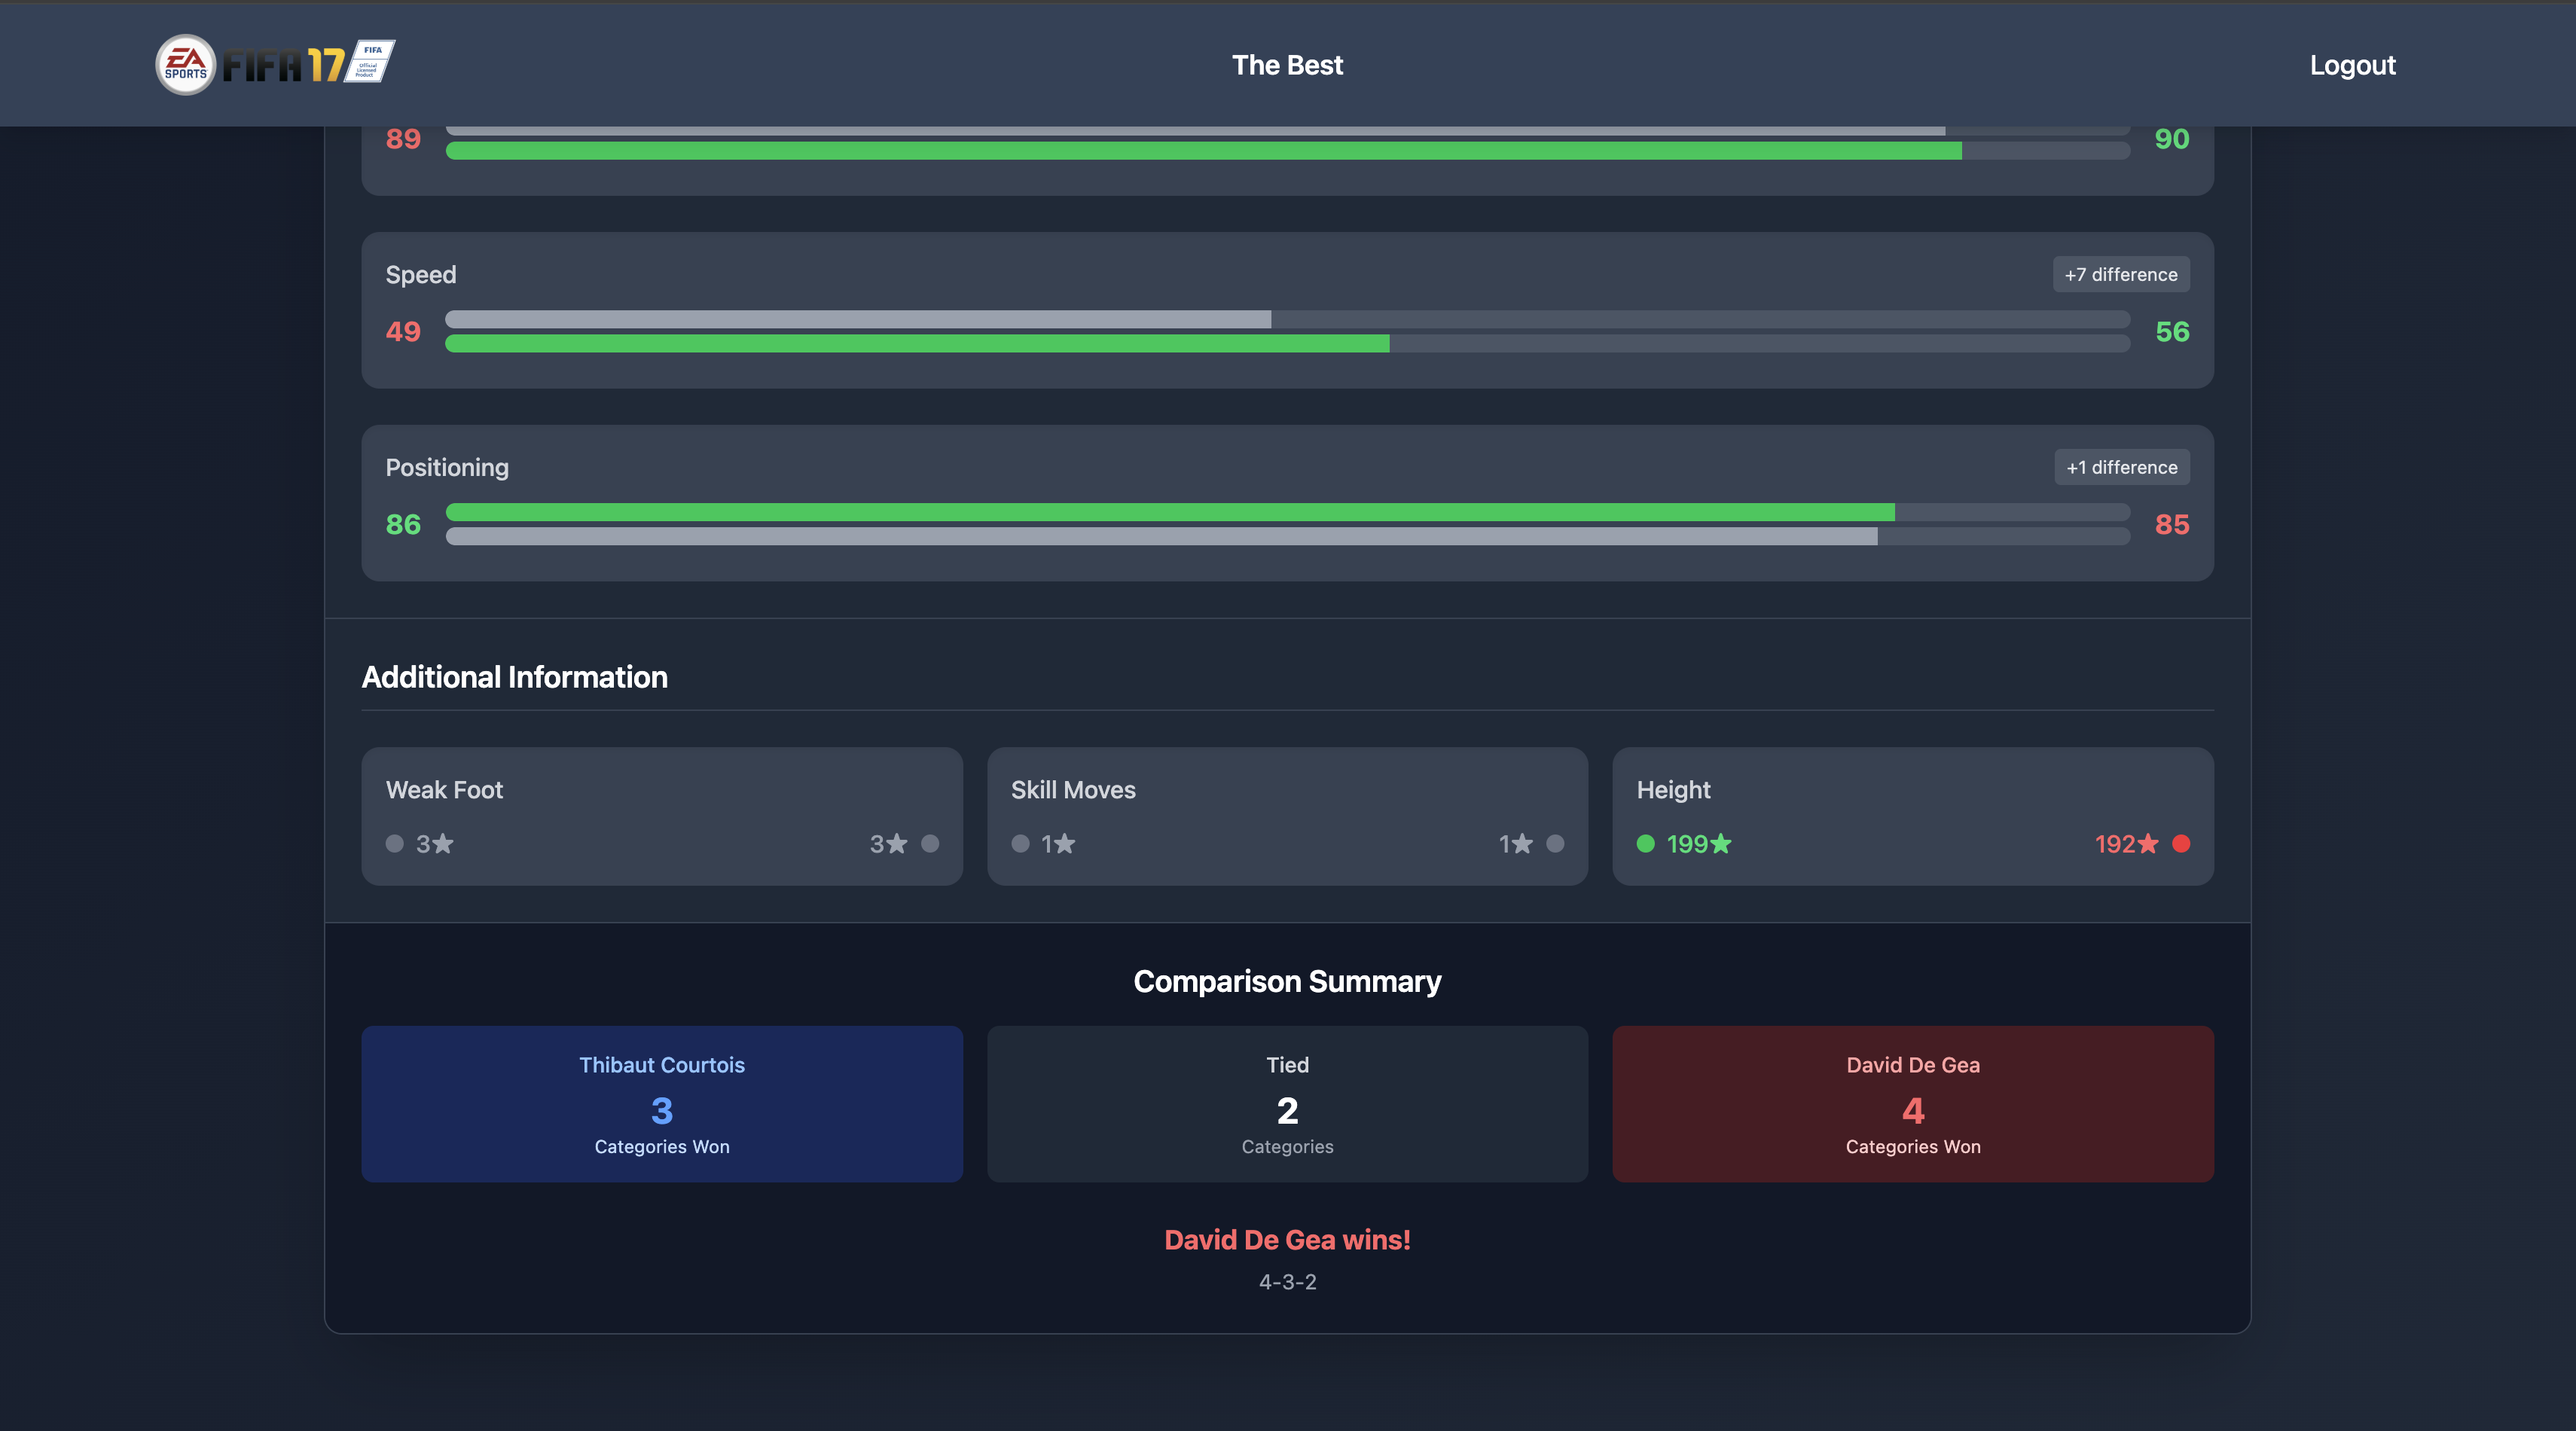 EA
SPORTS
FIFA 17
FIFA
Official
Licensed
Product
The Best
Logout
89
90
Speed
+7 difference
49
56
Positioning
+1 difference
86
85
Additional Information
Weak Foot
3★ 3★
Skill Moves
1★ 1★
Height
199★ 192★
Comparison Summary
Thibaut Courtois
3
Categories Won
Tied
2
Categories
David De Gea
4
Categories Won
David De Gea wins!
4-3-2